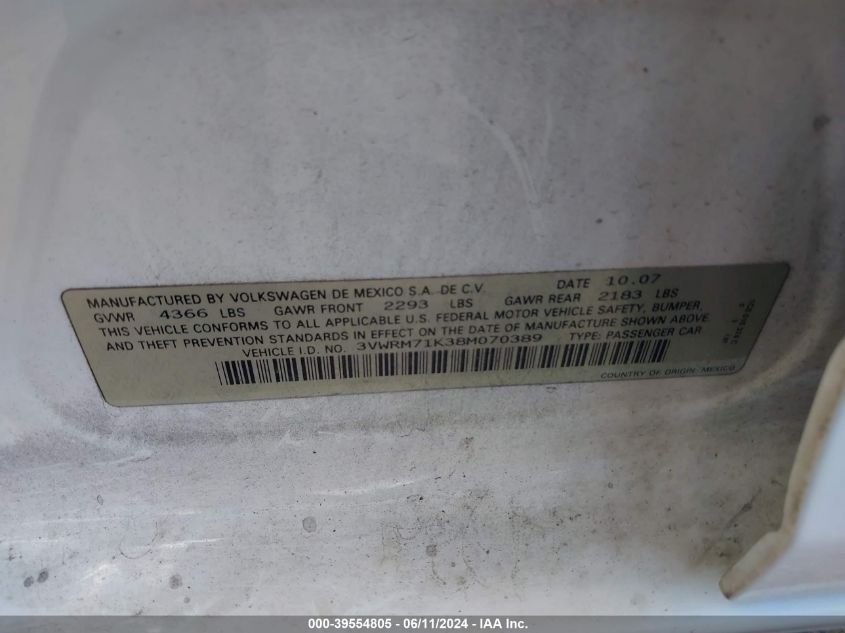 MANUFACTURED BY VOLKSWAGEN DE MEXICO S.A. DE C.V. DATE 10.07
GVWR 4366 LBS GAWR FRONT 2293 LBS GAWR REAR 2183 LBS
THIS VEHICLE CONFORMS TO ALL APPLICABLE U.S. FEDERAL MOTOR VEHICLE SAFETY, BUMPER,
AND THEFT PREVENTION STANDARDS IN EFFECT ON THE DATE OF MANUFACTURE SHOWN ABOVE.
VEHICLE I.D. NO. 3VWRM71K38M070389 TYPE: PASSENGER CAR
COUNTRY OF ORIGIN: MEXICO
000-39554805 - 06/11/2024 - IAA Inc.